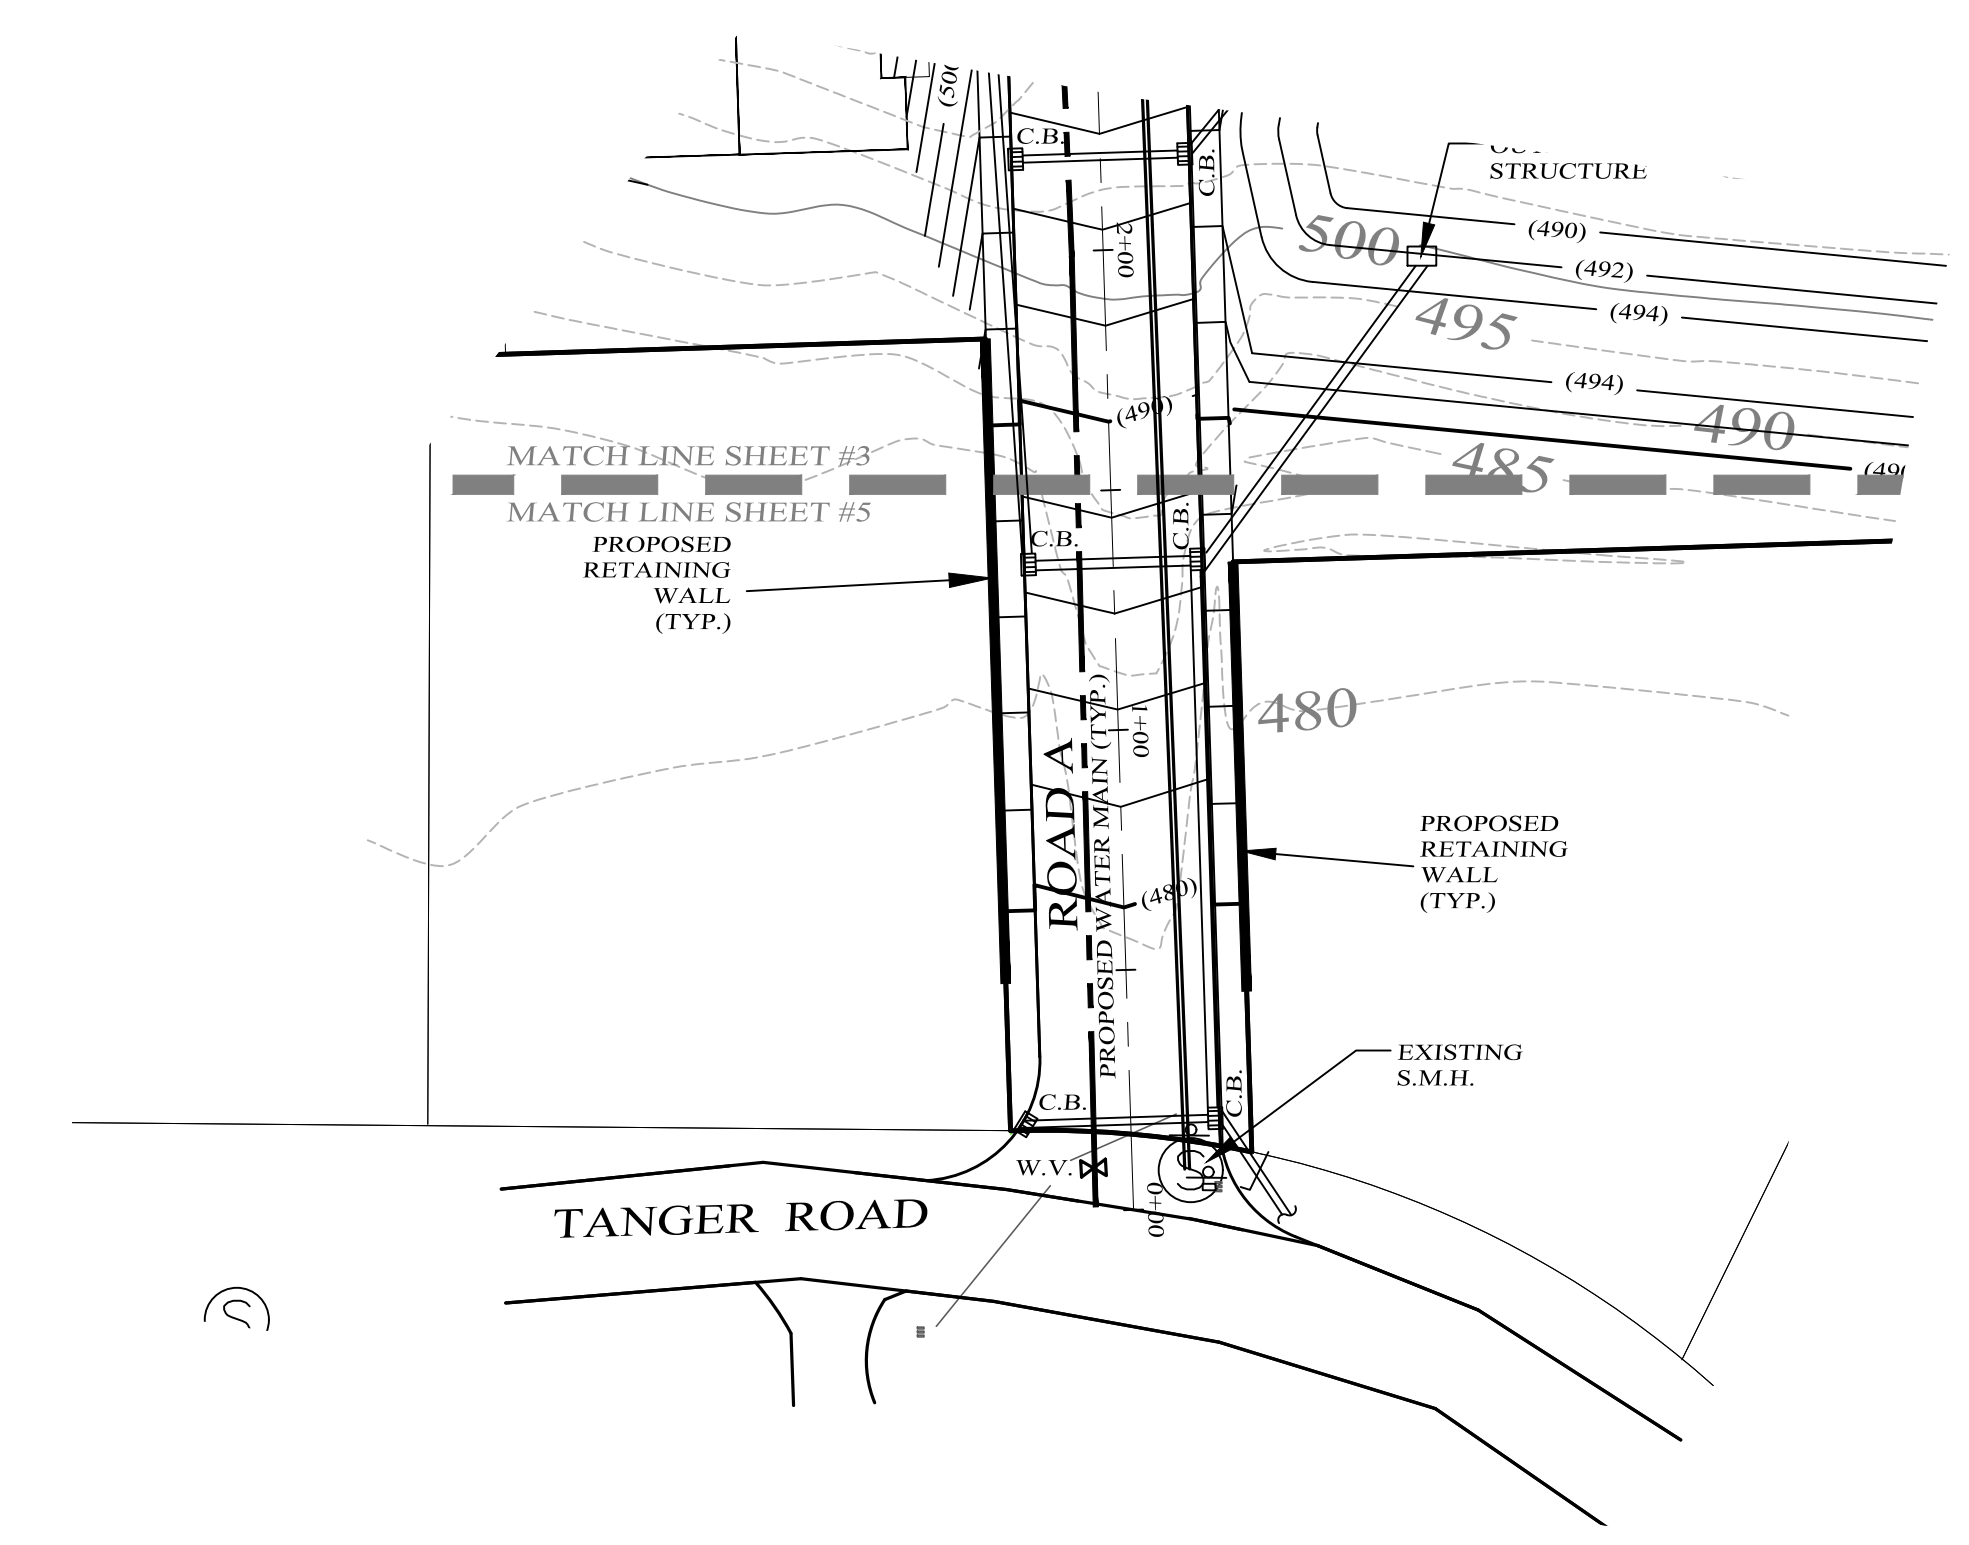 (500
C.B.
C.B.
STRUCTURE
2+00
500
(490)
(492)
(494)
495
(494)
(490)
490
MATCH LINE SHEET #3
485
(490
MATCH LINE SHEET #5
C.B.
C.B.
PROPOSED
RETAINING
WALL
(TYP.)
480
1+00
ROAD A
PROPOSED WATER MAIN (TYP.)
PROPOSED
RETAINING
WALL
(TYP.)
(480)
EXISTING
S.M.H.
C.B.
C.B.
W.V.
S
0+00
TANGER ROAD
S